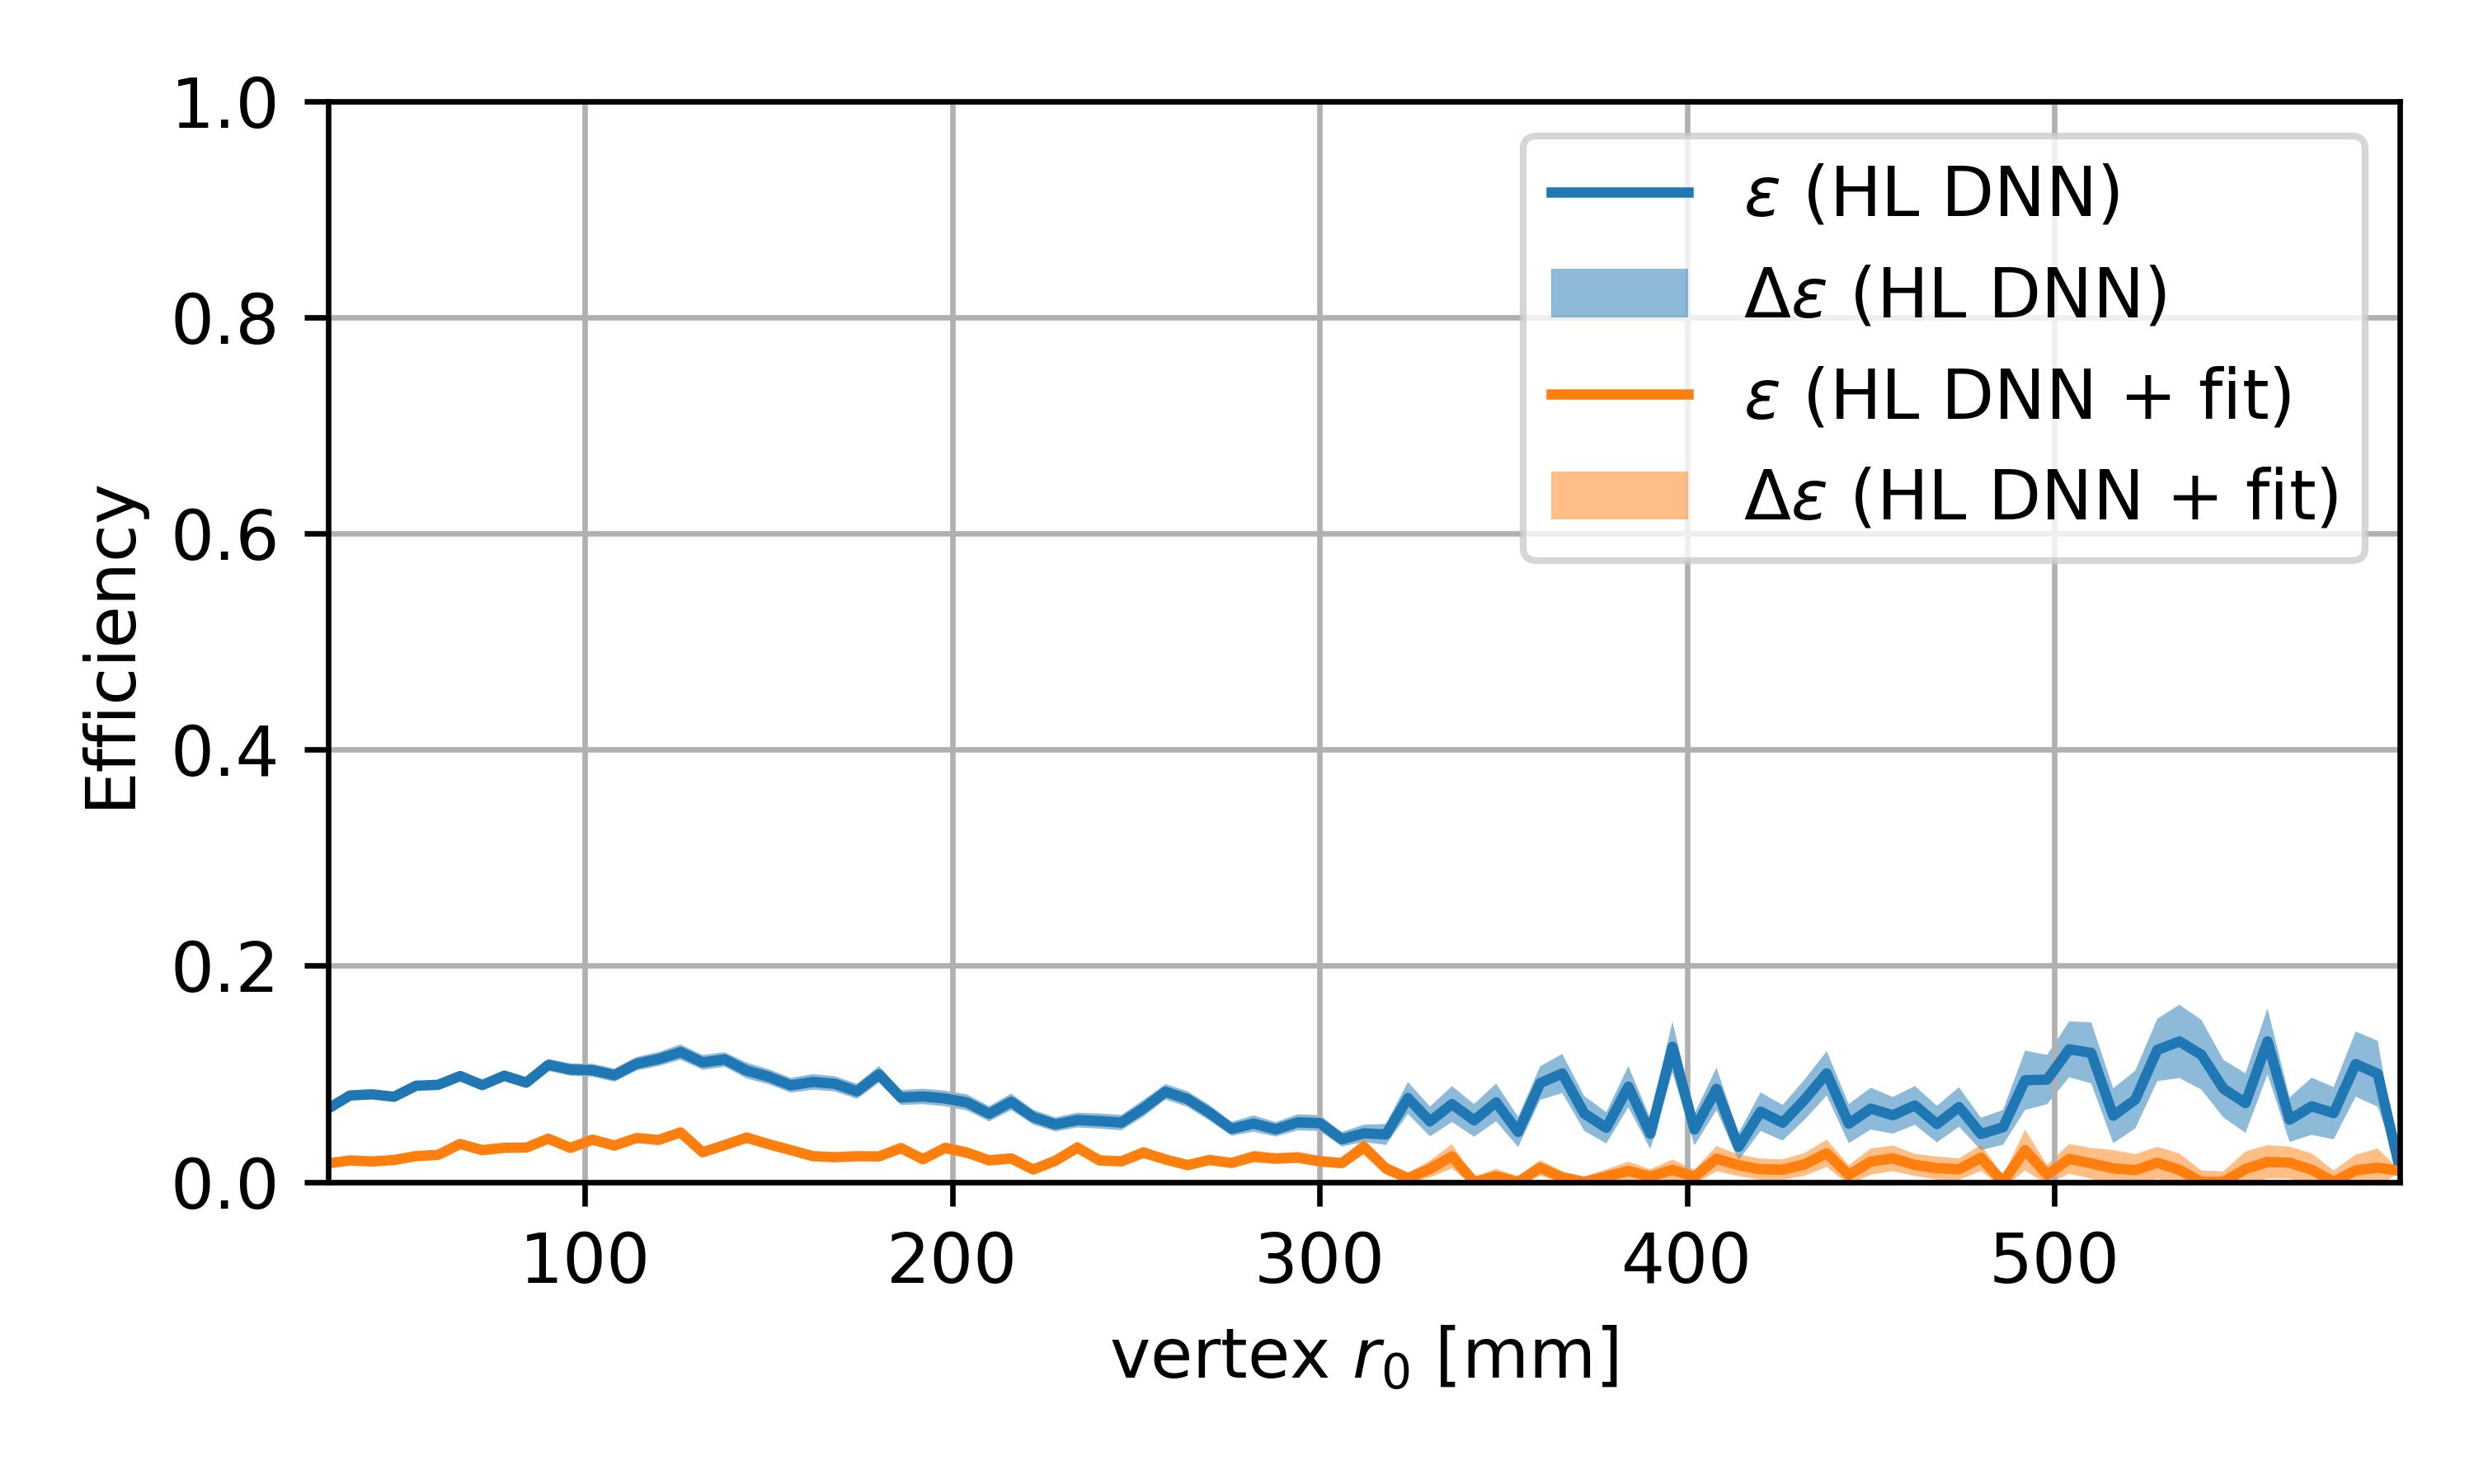 1.0
0.8
0.6
0.4
0.2
0.0
Efficiency
ε (HL DNN)
Δε (HL DNN)
ε (HL DNN + fit)
Δε (HL DNN + fit)
100 200 300 400 500
vertex r₀ [mm]